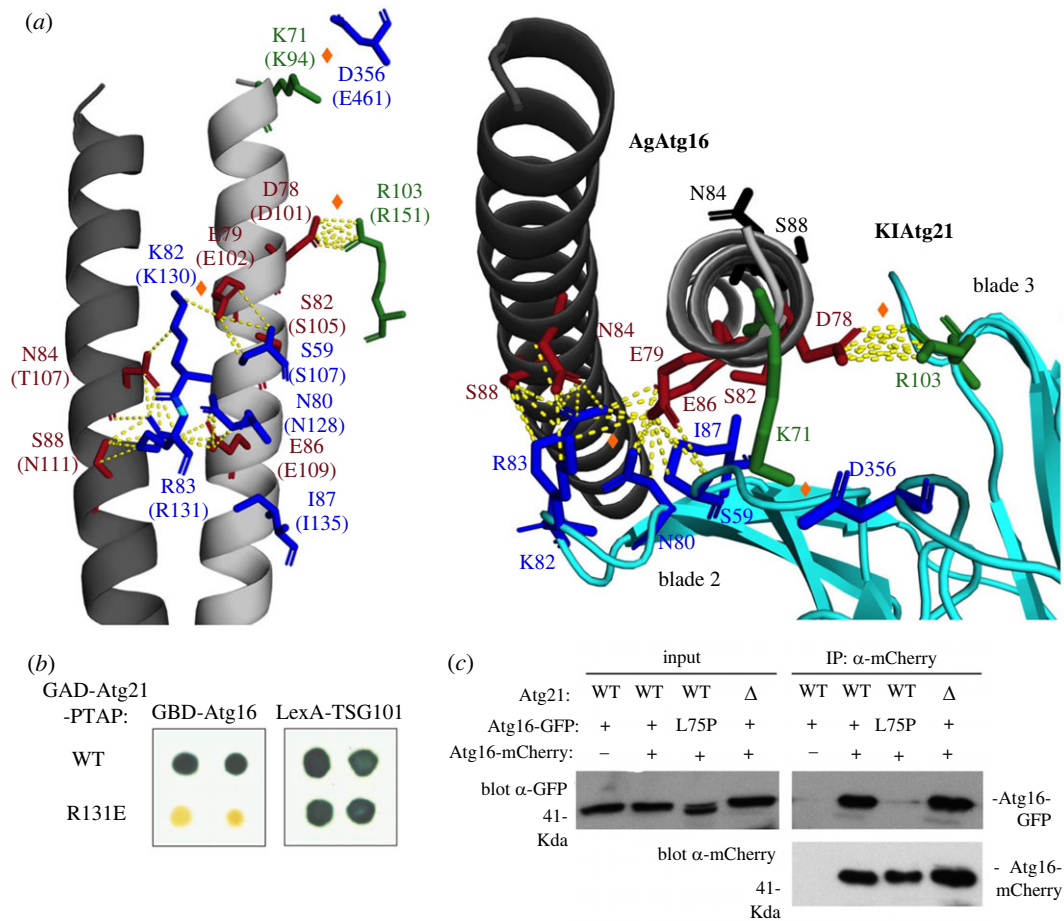 (a)
K71
(K94)
D356
(E461)
D78
(D101)
R103
(R151)
E79
(E102)
K82
(K130)
S82
(S105)
S59
(S107)
N84
(T107)
N80
(N128)
S88
(N111)
E86
(E109)
R83
(R131)
I87
(I135)
AgAtg16
N84
S88
KIAtg21
blade 3
N84
D78
E79
S88
S82
R103
E86
I87
K71
R83
D356
S59
N80
K82
blade 2
(b)
GAD-Atg21
-PTAP:
GBD-Atg16 LexA-TSG101
WT
R131E
(c)
input IP: α-mCherry
Atg21: WT WT WT Δ WT WT WT Δ
Atg16-GFP: + + L75P + + + L75P +
Atg16-mCherry: – + + + – + + +
blot α-GFP
41-
Kda
-Atg16-
GFP
blot α-mCherry
41-
Kda
- Atg16-
mCherry